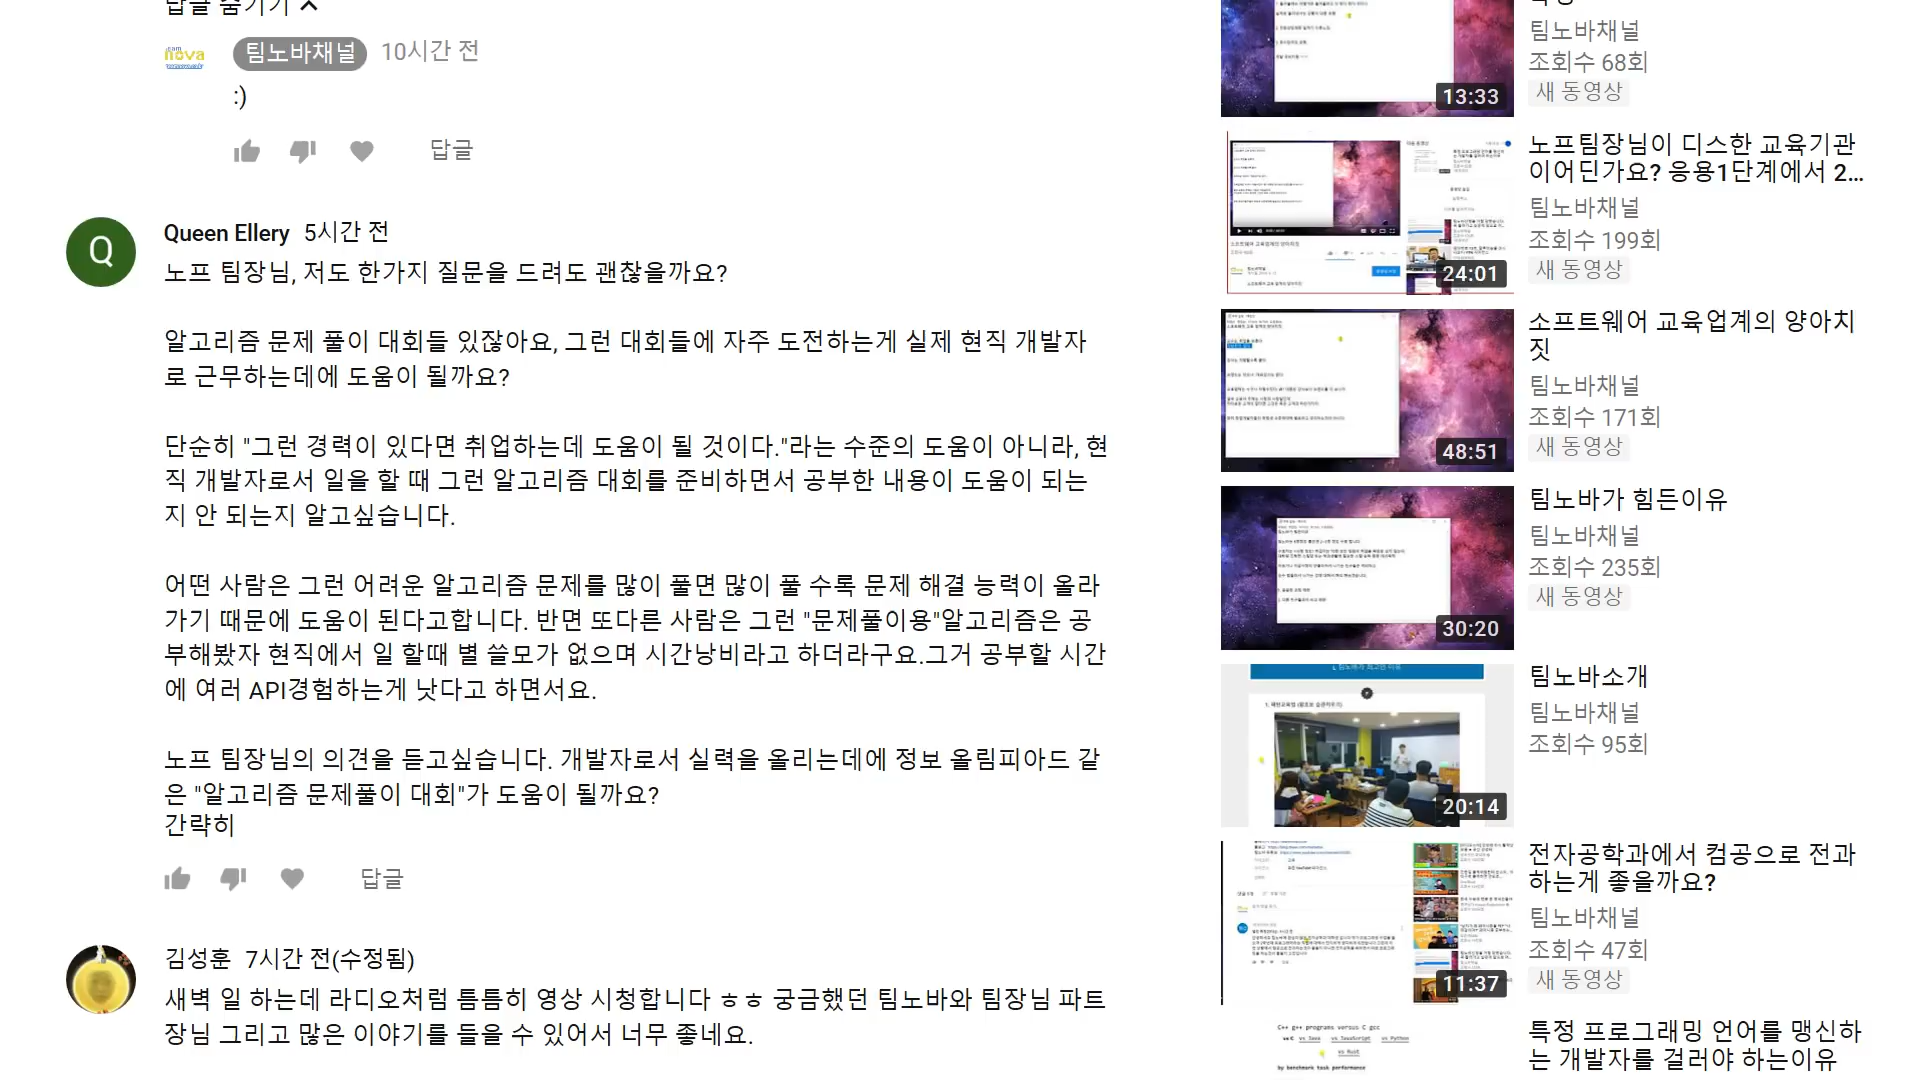 답글 숨기기
nova
팀노바채널 10시간 전
:)
답글
Q
Queen Ellery 5시간 전
노프 팀장님, 저도 한가지 질문을 드려도 괜찮을까요?
알고리즘 문제 풀이 대회들 있잖아요, 그런 대회들에 자주 도전하는게 실제 현직 개발자
로 근무하는데에 도움이 될까요?
단순히 "그런 경력이 있다면 취업하는데 도움이 될 것이다."라는 수준의 도움이 아니라, 현
직 개발자로서 일을 할 때 그런 알고리즘 대회를 준비하면서 공부한 내용이 도움이 되는
지 안 되는지 알고싶습니다.
어떤 사람은 그런 어려운 알고리즘 문제를 많이 풀면 많이 풀 수록 문제 해결 능력이 올라
가기 때문에 도움이 된다고합니다. 반면 또다른 사람은 그런 "문제풀이용"알고리즘은 공
부해봤자 현직에서 일 할때 별 쓸모가 없으며 시간낭비라고 하더라구요.그거 공부할 시간
에 여러 API경험하는게 낫다고 하면서요.
노프 팀장님의 의견을 듣고싶습니다. 개발자로서 실력을 올리는데에 정보 올림피아드 같
은 "알고리즘 문제풀이 대회"가 도움이 될까요?
간략히
답글
김성훈 7시간 전(수정됨)
새벽 일 하는데 라디오처럼 틈틈히 영상 시청합니다 ㅎㅎ 궁금했던 팀노바와 팀장님 파트
장님 그리고 많은 이야기를 들을 수 있어서 너무 좋네요.
13:33
팀노바채널
조회수 68회
새 동영상
24:01
노프팀장님이 디스한 교육기관
이어딘가요? 응용1단계에서 2...
팀노바채널
조회수 199회
새 동영상
48:51
소프트웨어 교육업계의 양아치
짓
팀노바채널
조회수 171회
새 동영상
30:20
팀노바가 힘든이유
팀노바채널
조회수 235회
새 동영상
20:14
팀노바소개
팀노바채널
조회수 95회
11:37
전자공학과에서 컴공으로 전과
하는게 좋을까요?
팀노바채널
조회수 47회
새 동영상
C++ g++ programs versus C gcc
vs C vs Java vs JavaScript vs Python
vs Rust
by benchmark task performance
특정 프로그래밍 언어를 맹신하
는 개발자를 걸러야 하는이유